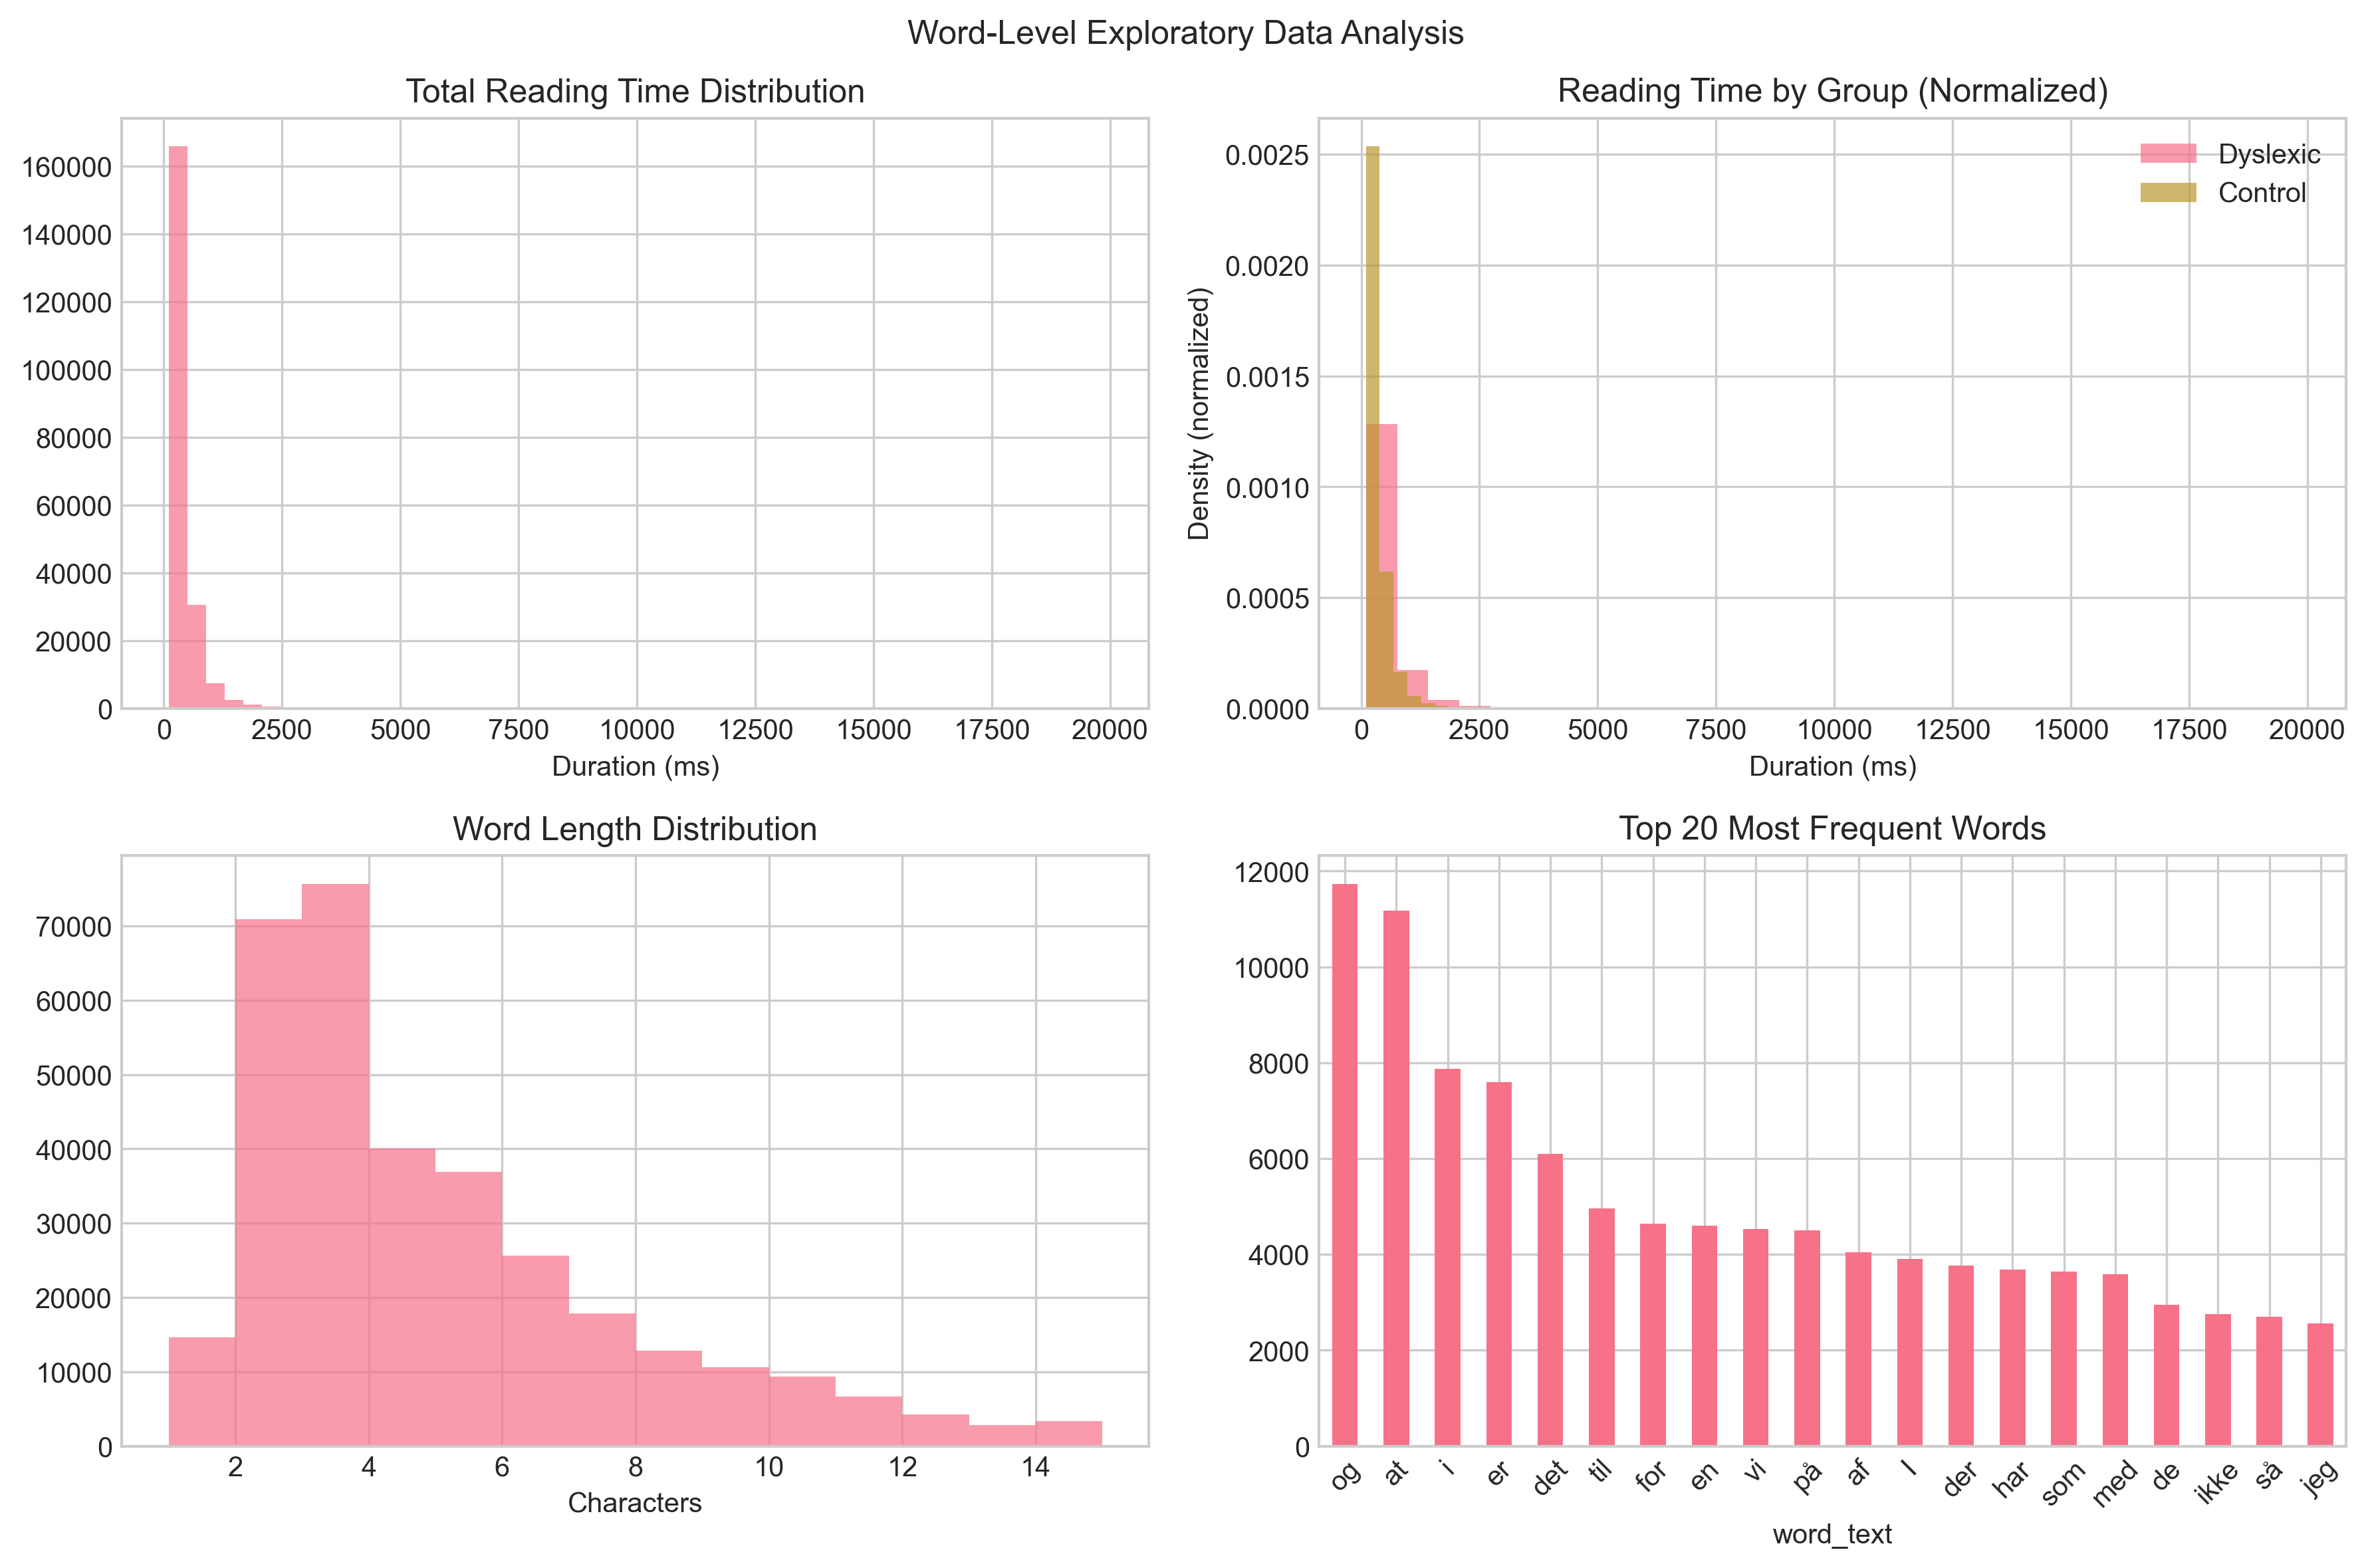 Word-Level Exploratory Data Analysis
Total Reading Time Distribution
160000
140000
120000
100000
80000
60000
40000
20000
0
0 2500 5000 7500 10000 12500 15000 17500 20000
Duration (ms)
Reading Time by Group (Normalized)
Density (normalized)
0.0025
0.0020
0.0015
0.0010
0.0005
0.0000
Dyslexic
Control
0 2500 5000 7500 10000 12500 15000 17500 20000
Duration (ms)
Word Length Distribution
70000
60000
50000
40000
30000
20000
10000
0
2 4 6 8 10 12 14
Characters
Top 20 Most Frequent Words
12000
10000
8000
6000
4000
2000
0
og at i er det til for en vi på af I der har som med de ikke så jeg
word_text